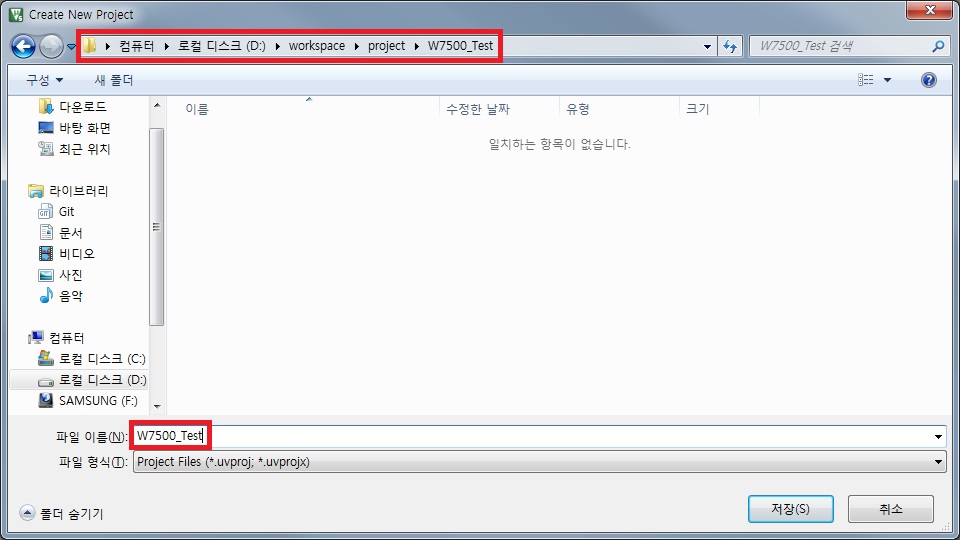 Create New Project
컴퓨터 로컬 디스크 (D:) workspace project W7500_Test
W7500_Test 검색
구성 새 폴더
이름 수정한 날짜 유형 크기
일치하는 항목이 없습니다.
다운로드
바탕 화면
최근 위치
라이브러리
Git
문서
비디오
사진
음악
컴퓨터
로컬 디스크 (C:)
로컬 디스크 (D:)
SAMSUNG (F:)
파일 이름(N): W7500_Test
파일 형식(T): Project Files (*.uvproj; *.uvprojx)
폴더 숨기기
저장(S) 취소